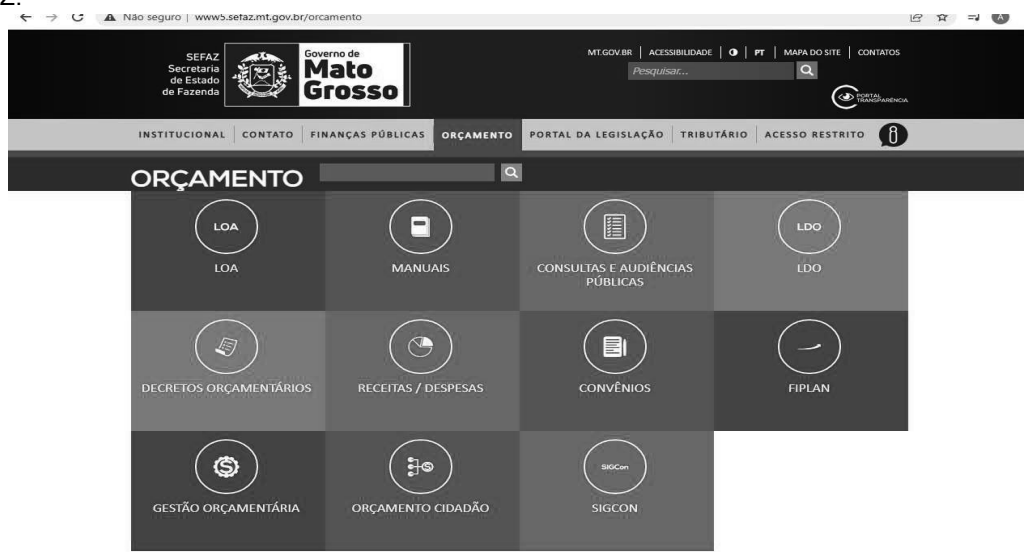 2.
Não seguro | www5.sefaz.mt.gov.br/orcamento
A
SEFAZ
Secretaria
de Estado
de Fazenda
Governo de
Mato
Grosso
MT.GOV.BR | ACESSIBILIDADE | PT | MAPA DO SITE | CONTATOS
Pesquisar...
PORTAL
TRANSPARÊNCIA
INSTITUCIONAL | CONTATO | FINANÇAS PÚBLICAS ORÇAMENTO PORTAL DA LEGISLAÇÃO | TRIBUTÁRIO | ACESSO RESTRITO
ORÇAMENTO
LOA
LDO
LOA MANUAIS CONSULTAS E AUDIÊNCIAS PÚBLICAS LDO
DECRETOS ORÇAMENTÁRIOS RECEITAS / DESPESAS CONVÊNIOS FIPLAN
SIGCon
GESTÃO ORÇAMENTÁRIA ORÇAMENTO CIDADÃO SIGCON